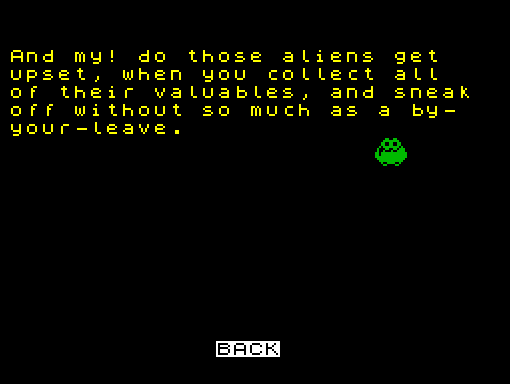 And my! do those aliens get
upset, when you collect all
of their valuables, and sneak
off without so much as a by-
your-leave.
BACK